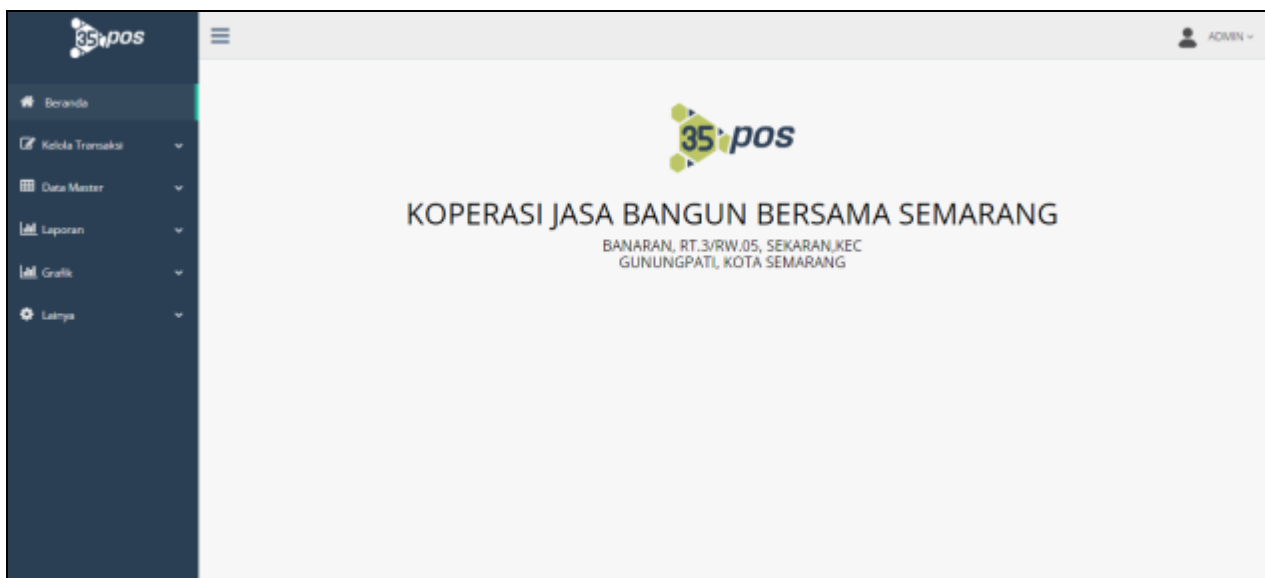 35 pos
ADMIN
Beranda
Kelola Transaksi
Data Master
Laporan
Grafik
Lainya
35 pos
KOPERASI JASA BANGUN BERSAMA SEMARANG
BANARAN, RT.3/RW.05, SEKARAN,KEC
GUNUNGPATI, KOTA SEMARANG